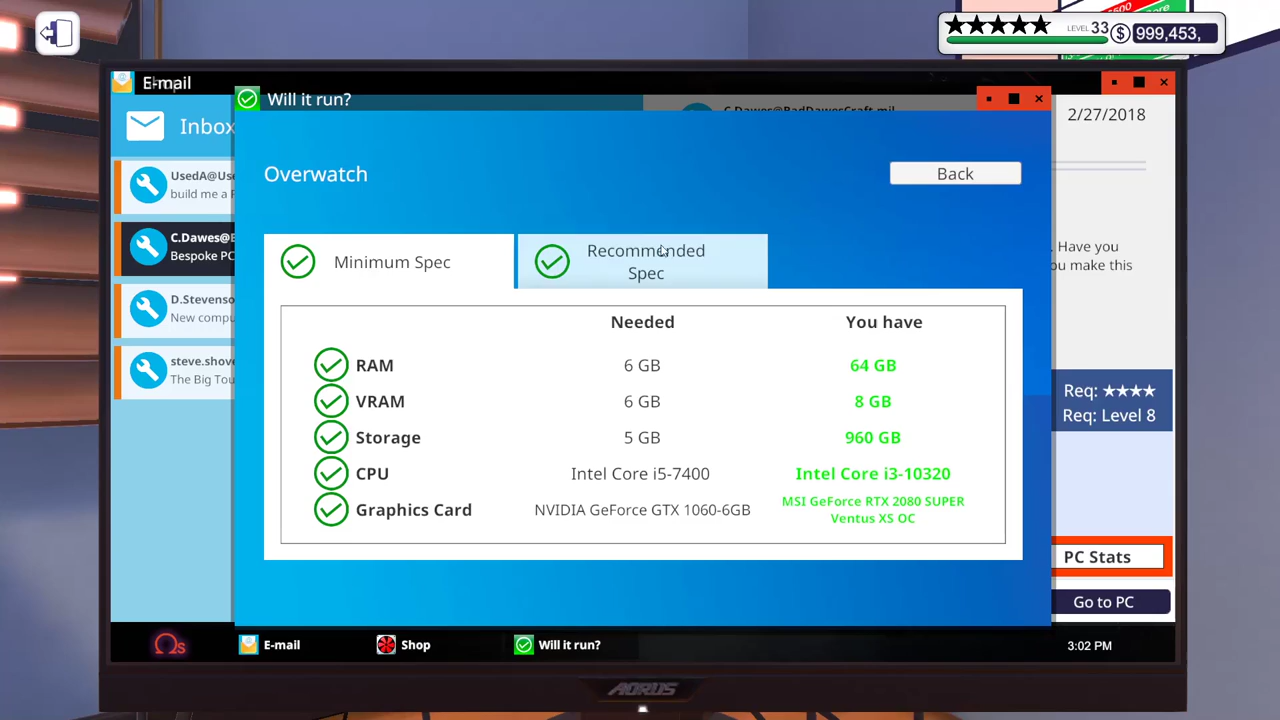 LEVEL 33
$ 999,453,
E-mail
Will it run?
Inbox
2/27/2018
Overwatch
Back
UsedA@Use
build me a P
C.Dawes@
Bespoke PC
D.Stevenso
New compu
steve.shove
The Big Tou
Minimum Spec
Recommended
Spec
Needed
You have
RAM
6 GB
64 GB
VRAM
6 GB
8 GB
Storage
5 GB
960 GB
CPU
Intel Core i5-7400
Intel Core i3-10320
Graphics Card
NVIDIA GeForce GTX 1060-6GB
MSI GeForce RTX 2080 SUPER
Ventus XS OC
. Have you
u make this
Req: ★★★★
Req: Level 8
PC Stats
Go to PC
Ωs
E-mail
Shop
Will it run?
3:02 PM
AORUS